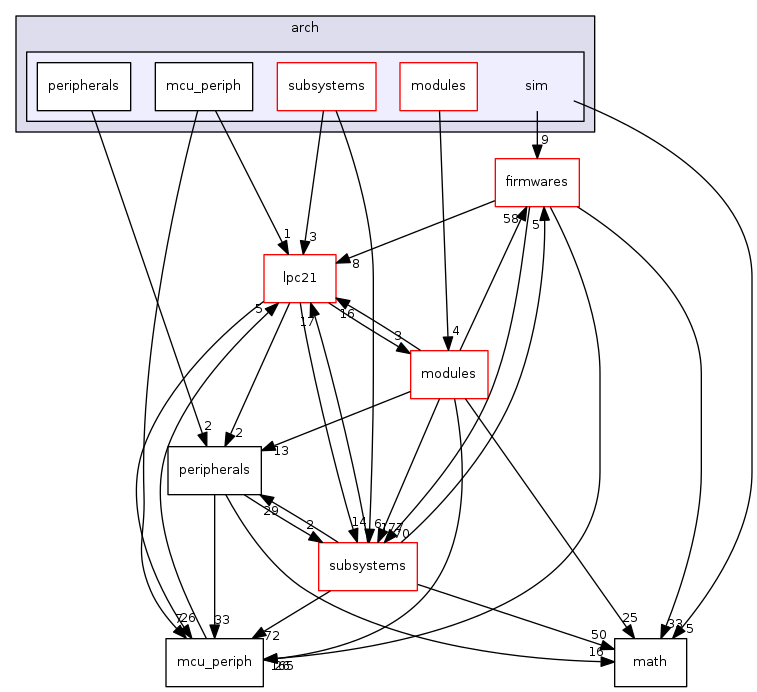 arch
peripherals
mcu_periph
subsystems
modules
sim
9
firmwares
58
5
1
3
8
lpc21
5
17
16
3
4
modules
2
2
13
peripherals
29
2
14
6
70
subsystems
7
26
33
72
50
25
33
5
16
mcu_periph
math